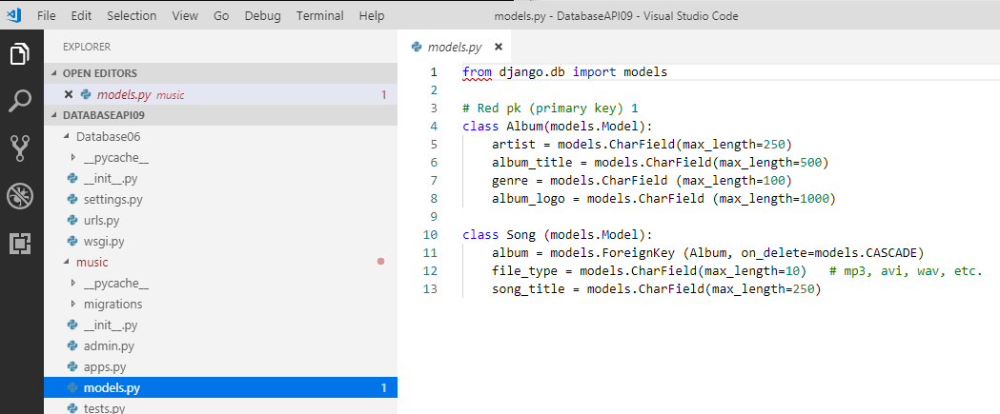 File Edit View Go Debug Terminal Help models.py - DatabaseAPI09 - Visual Studio Code
EXPLORER
OPEN EDITORS
models.py music 1
DATABASEAPI09
Database06
__pycache__
__init__.py
settings.py
urls.py
wsgi.py
music
__pycache__
migrations
__init__.py
admin.py
apps.py
models.py 1
tests.py
models.py
1 from django.db import models
2
3 # Red pk (primary key) 1
4 class Album(models.Model):
5     artist = models.CharField(max_length=250)
6     album_title = models.CharField(max_length=500)
7     genre = models.CharField (max_length=100)
8     album_logo = models.CharField (max_length=1000)
9
10 class Song (models.Model):
11     album = models.ForeignKey (Album, on_delete=models.CASCADE)
12     file_type = models.CharField(max_length=10)   # mp3, avi, wav, etc.
13     song_title = models.CharField(max_length=250)